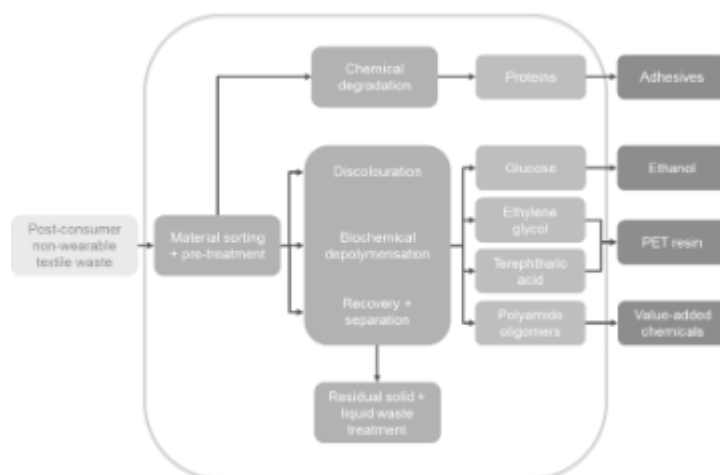 Chemical
degradation
Proteins
Adhesives
Discolouration
Glucose
Ethanol
Post-consumer
non-wearable
textile waste
Material sorting
+ pre-treatment
Biochemical
depolymensation
Ethylene
glycol
PET resin
Terephthalic
acid
Recovery +
separation
Polyamide
oligomers
Value-added
chemicals
Residual solid +
liquid waste
treatment